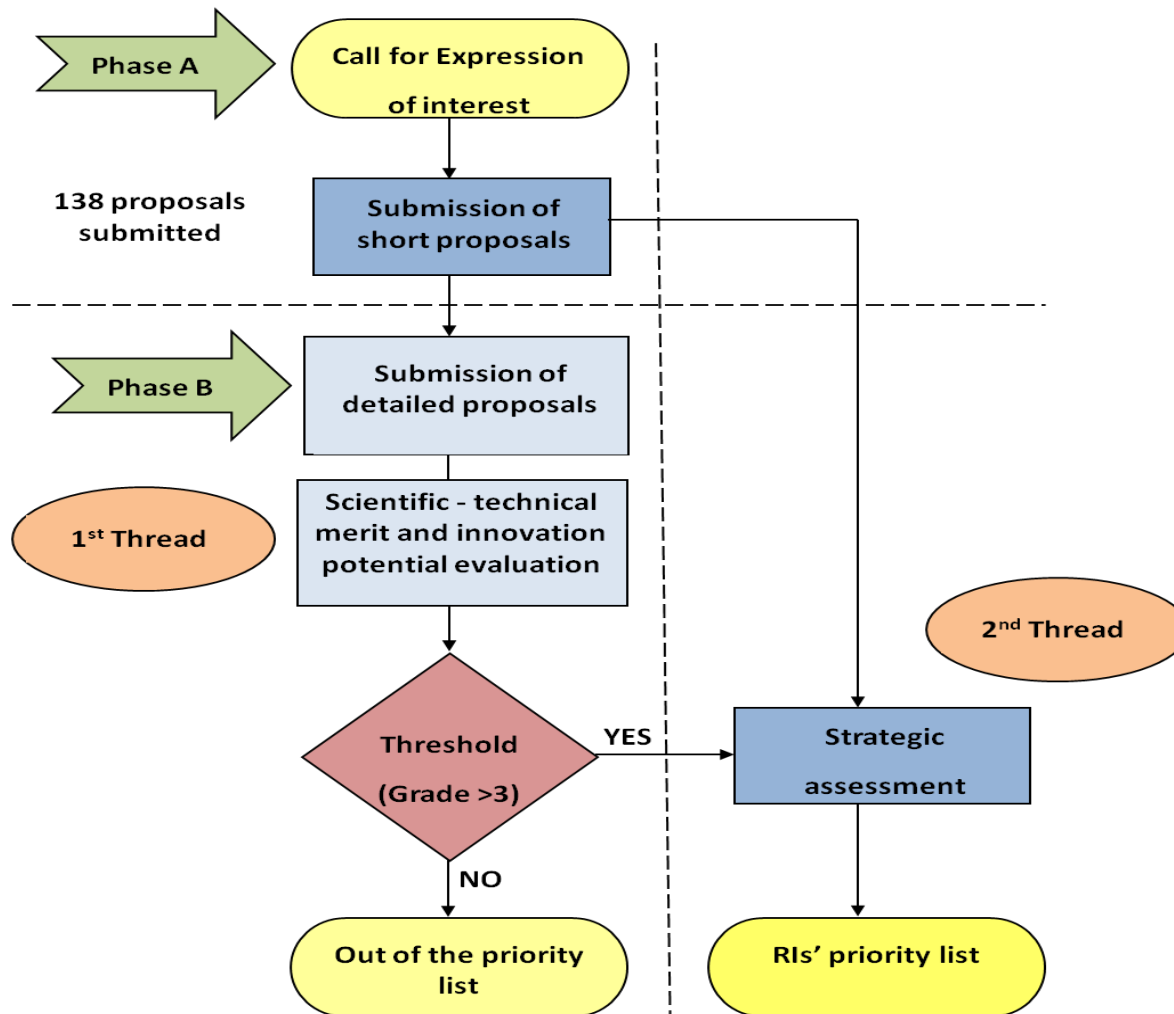 Phase A
Call for Expression
of interest
138 proposals
submitted
Submission of
short proposals
Phase B
Submission of
detailed proposals
1st Thread
Scientific - technical
merit and innovation
potential evaluation
2nd Thread
Threshold
(Grade >3)
YES
Strategic
assessment
NO
Out of the priority
list
RIs’ priority list